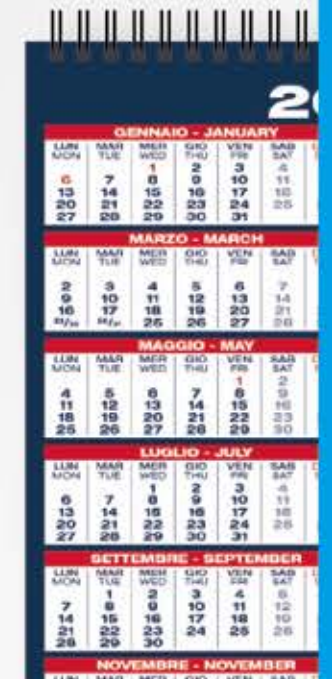 2
GENNAIO - JANUARY
LUN MAR MER GIO VEN SAB
MON TUE WED THU FRI SAT
1 2 3 4
6 7 8 9 10 11
13 14 15 16 17 18
20 21 22 23 24 25
27 28 29 30 31
MARZO - MARCH
LUN MAR MER GIO VEN SAB
MON TUE WED THU FRI SAT
2 3 4 5 6 7
9 10 11 12 13 14
16 17 18 19 20 21
23/30 24/31 25 26 27 28
MAGGIO - MAY
LUN MAR MER GIO VEN SAB
MON TUE WED THU FRI SAT
1 2
4 5 6 7 8 9
11 12 13 14 15 16
18 19 20 21 22 23
25 26 27 28 29 30
LUGLIO - JULY
LUN MAR MER GIO VEN SAB
MON TUE WED THU FRI SAT
1 2 3 4
6 7 8 9 10 11
13 14 15 16 17 18
20 21 22 23 24 25
27 28 29 30 31
SETTEMBRE - SEPTEMBER
LUN MAR MER GIO VEN SAB
MON TUE WED THU FRI SAT
1 2 3 4 5
7 8 9 10 11 12
14 15 16 17 18 19
21 22 23 24 25 26
28 29 30
NOVEMBRE - NOVEMBER
LUN MAR MER GIO VEN SAB